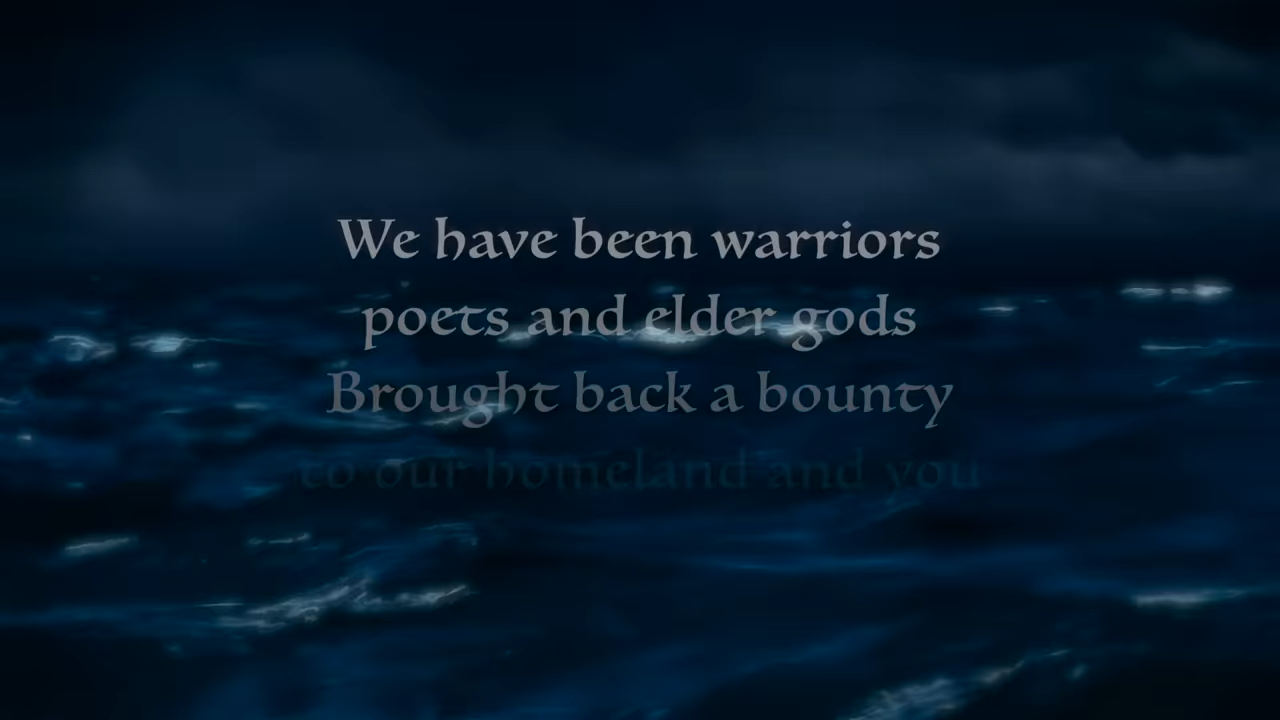 We have been warriors
poets and elder gods
Brought back a bounty
to our homeland and you